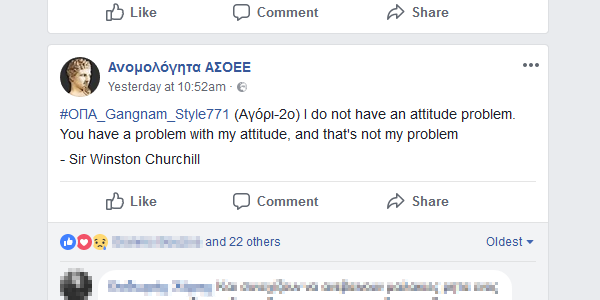 Like Comment Share
Ανομολόγητα ΑΣΟΕΕ
Yesterday at 10:52am ·
#ΟΠΑ_Gangnam_Style771 (Αγόρι-2ο) I do not have an attitude problem.
You have a problem with my attitude, and that's not my problem
- Sir Winston Churchill
Like Comment Share
and 22 others Oldest